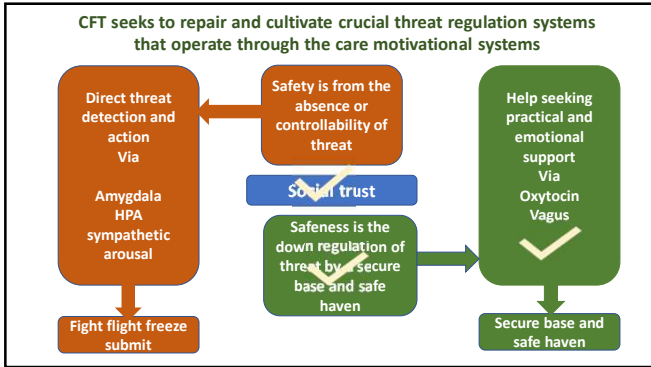 CFT seeks to repair and cultivate crucial threat regulation systems
that operate through the care motivational systems
Direct threat
detection and
action
Via
Amygdala
HPA
sympathetic
arousal
Fight flight freeze
submit
Safety is from the
absence or
controllability of
threat
Social trust
Safeness is the
down regulation of
threat by a secure
base and safe
haven
Help seeking
practical and
emotional
support
Via
Oxytocin
Vagus
Secure base and
safe haven